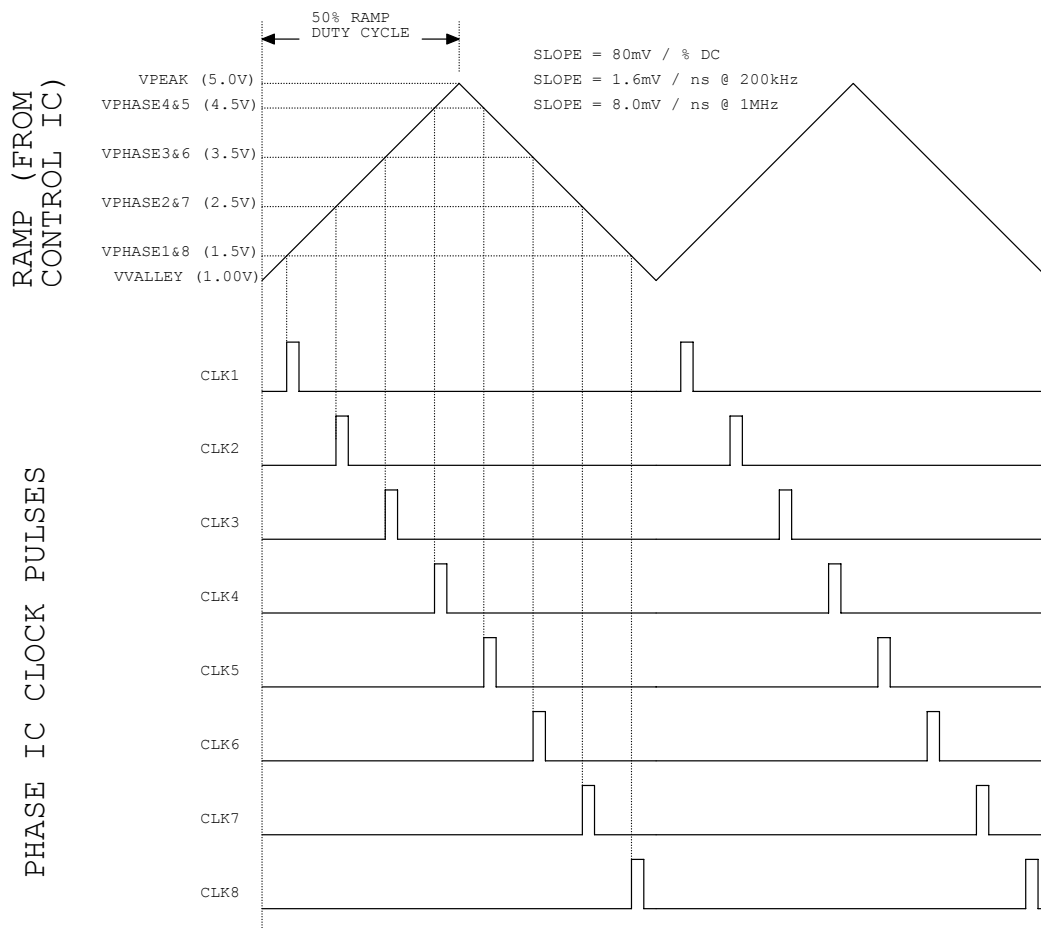 50% RAMP
DUTY CYCLE
SLOPE = 80mV / % DC
SLOPE = 1.6mV / ns @ 200kHz
SLOPE = 8.0mV / ns @ 1MHz
RAMP (FROM
CONTROL IC)
VPEAK (5.0V)
VPHASE4&5 (4.5V)
VPHASE3&6 (3.5V)
VPHASE2&7 (2.5V)
VPHASE1&8 (1.5V)
VVALLEY (1.00V)
PHASE IC CLOCK PULSES
CLK1
CLK2
CLK3
CLK4
CLK5
CLK6
CLK7
CLK8